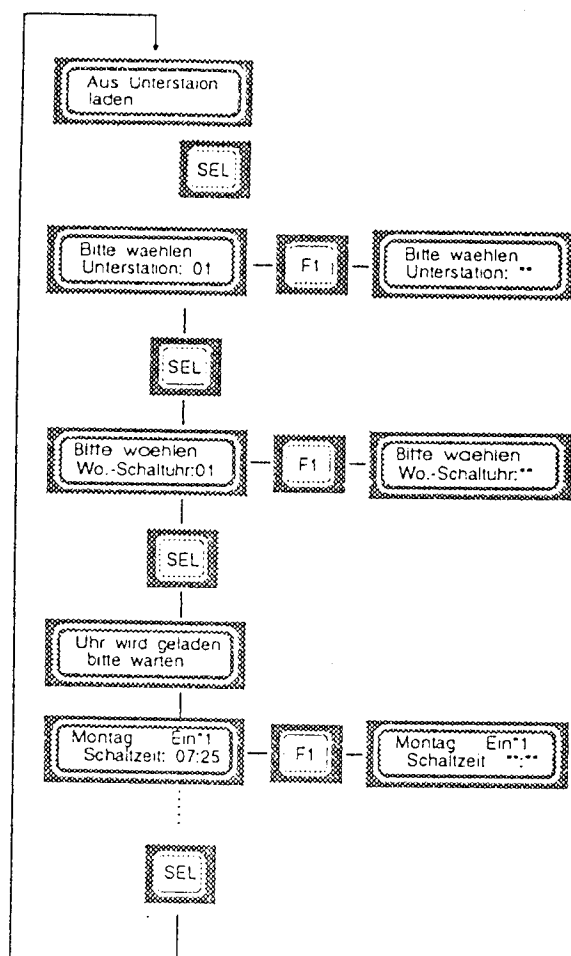 Aus Unterstaion
laden
SEL
Bitte waehlen
Unterstation: 01
F1
Bitte waehlen
Unterstation: **
SEL
Bitte waehlen
Wo.-Schaltuhr:01
F1
Bitte waehlen
Wo.-Schaltuhr:**
SEL
Uhr wird geladen
bitte warten
Montag Ein*1
Schaltzeit: 07:25
F1
Montag Ein*1
Schaltzeit **:**
SEL